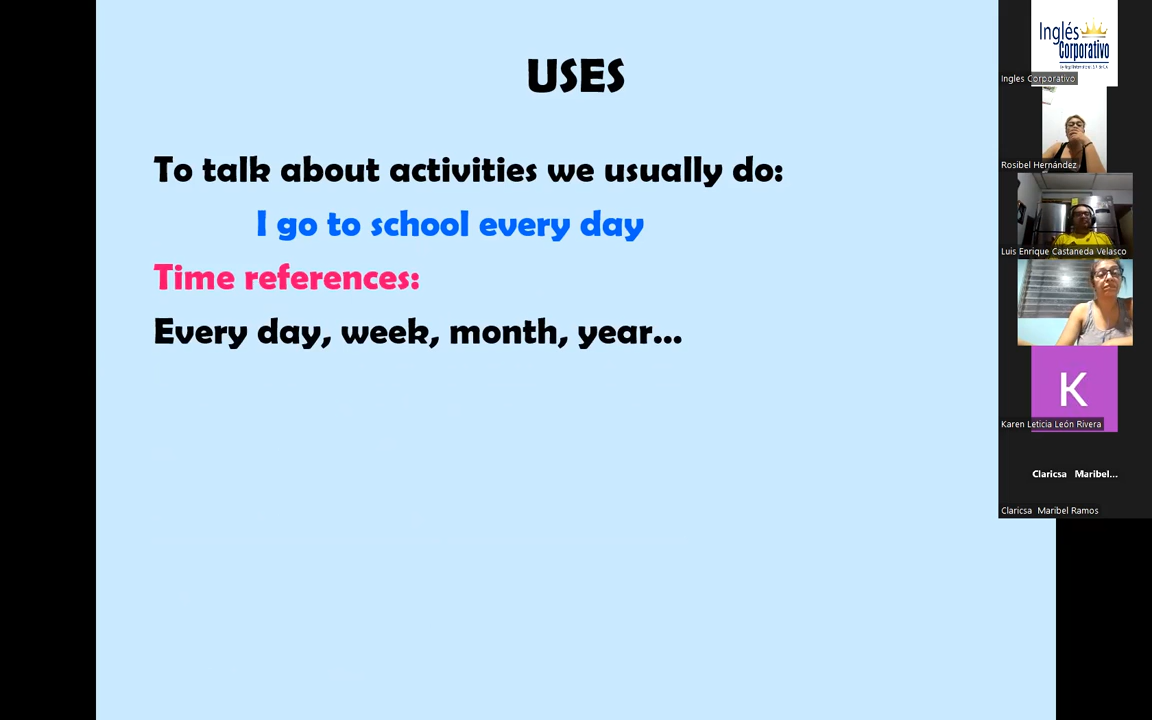 USES
To talk about activities we usually do:
I go to school every day
Time references:
Every day, week, month, year...
Inglés
Corporativo
Ingles Corporativo
Rosibel Hernández
Luis Enrique Castaneda Velasco
K
Karen Leticia León Rivera
Claricsa Maribel...
Claricsa Maribel Ramos